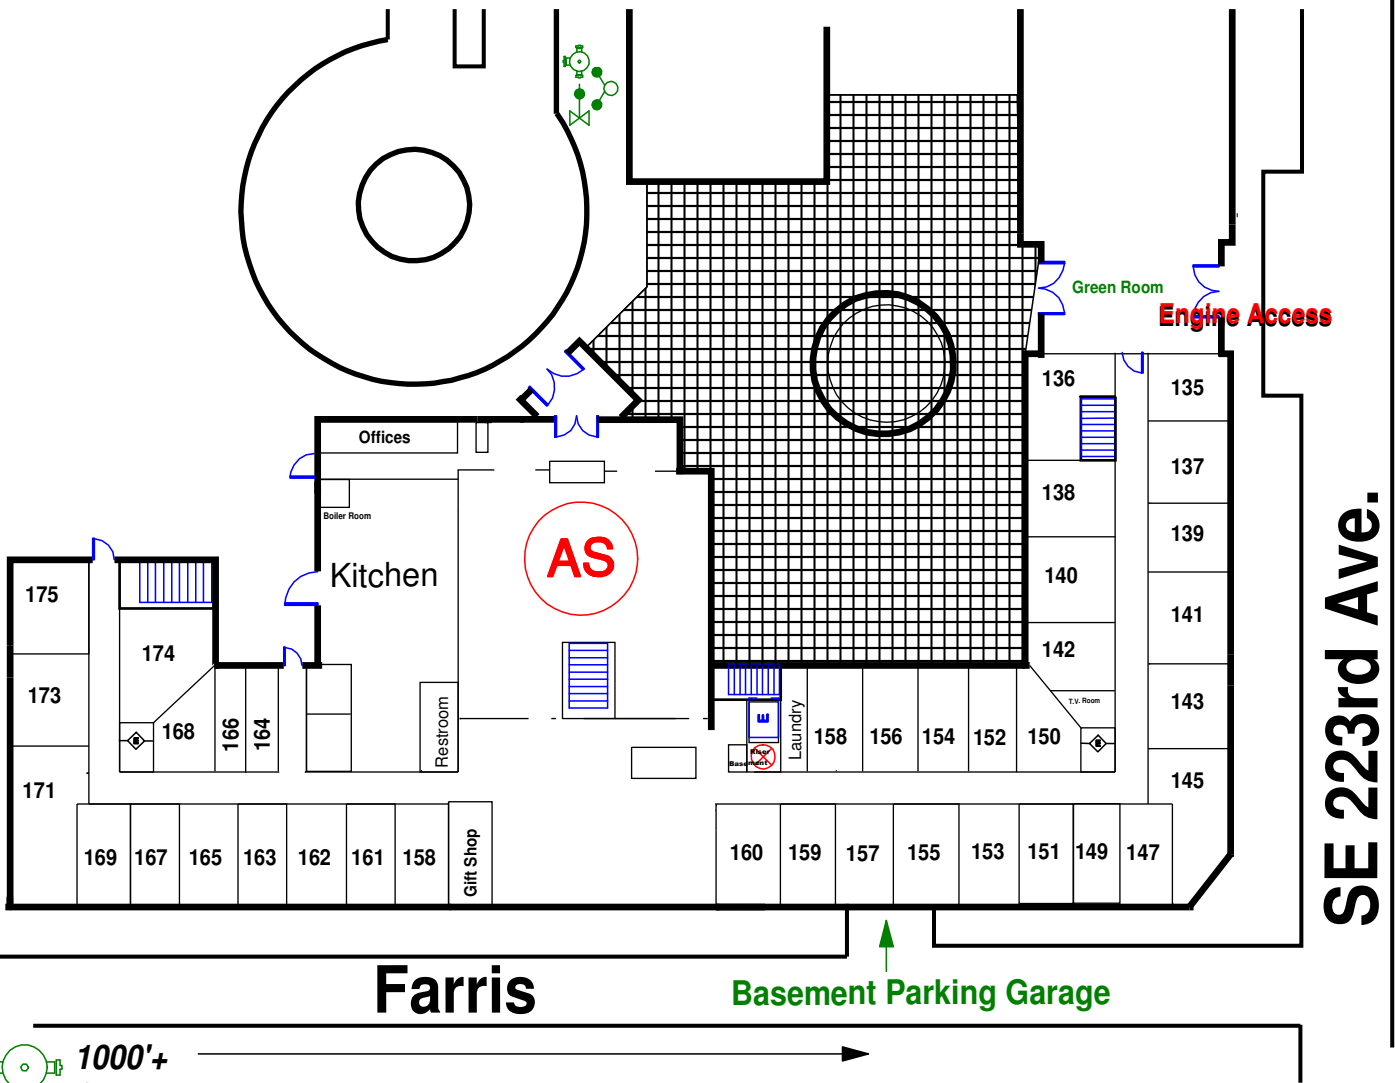 Green Room
Engine Access
136
135
Offices
137
138
Boiler Room
139
AS
Kitchen
140
175
141
174
142
173
143
T.V. Room
168
166
164
Restroom
E
Laundry
158
156
154
152
150
E
E
Riser
Basement
171
145
169
167
165
163
162
161
158
Gift Shop
160
159
157
155
153
151
149
147
SE 223rd Ave.
Farris
Basement Parking Garage
1000'+